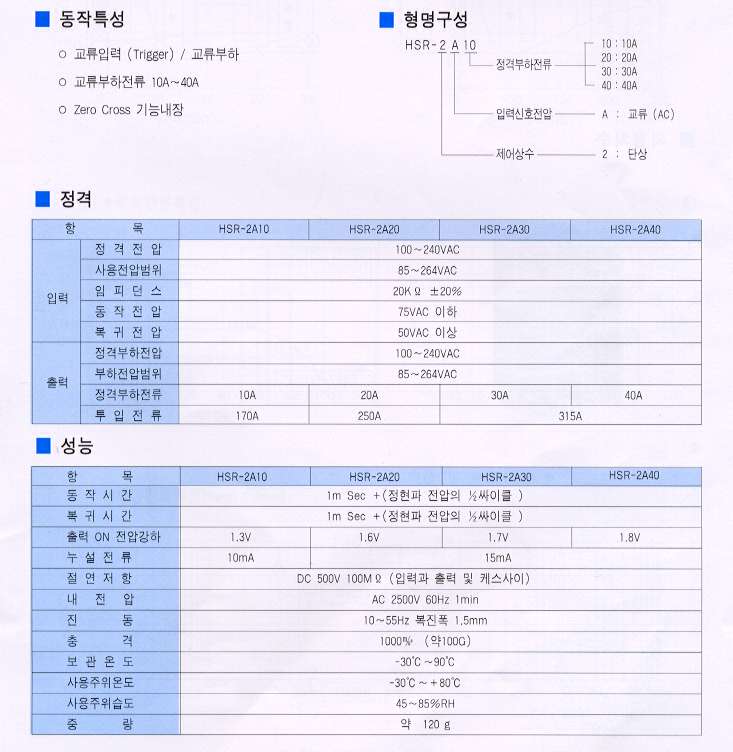 동작특성
○ 교류입력 (Trigger) / 교류부하
○ 교류부하전류 10A~40A
○ Zero Cross 기능내장
형명구성
HSR-2 A 10
정격부하전류
10 : 10A
20 : 20A
30 : 30A
40 : 40A
입력신호전압 A : 교류 (AC)
제어상수 2 : 단상
정격
항 목 HSR-2A10 HSR-2A20 HSR-2A30 HSR-2A40
입력
정격전압 100~240VAC
사용전압범위 85~264VAC
임피던스 20KΩ ±20%
동작전압 75VAC 이하
복귀전압 50VAC 이상
출력
정격부하전압 100~240VAC
부하전압범위 85~264VAC
정격부하전류 10A 20A 30A 40A
투입전류 170A 250A 315A
성능
항 목 HSR-2A10 HSR-2A20 HSR-2A30 HSR-2A40
동작시간 1m Sec +(정현파 전압의 ½싸이클 )
복귀시간 1m Sec +(정현파 전압의 ½싸이클 )
출력 ON 전압강하 1.3V 1.6V 1.7V 1.8V
누설전류 10mA 15mA
절연저항 DC 500V 100MΩ (입력과 출력 및 케스사이)
내전압 AC 2500V 60Hz 1min
진동 10~55Hz 복진폭 1.5mm
충격 (약100G)
보관온도 -30℃ ~90℃
사용주위온도 -30℃ ~ +80℃
사용주위습도 45~85%RH
중량 약 120 g